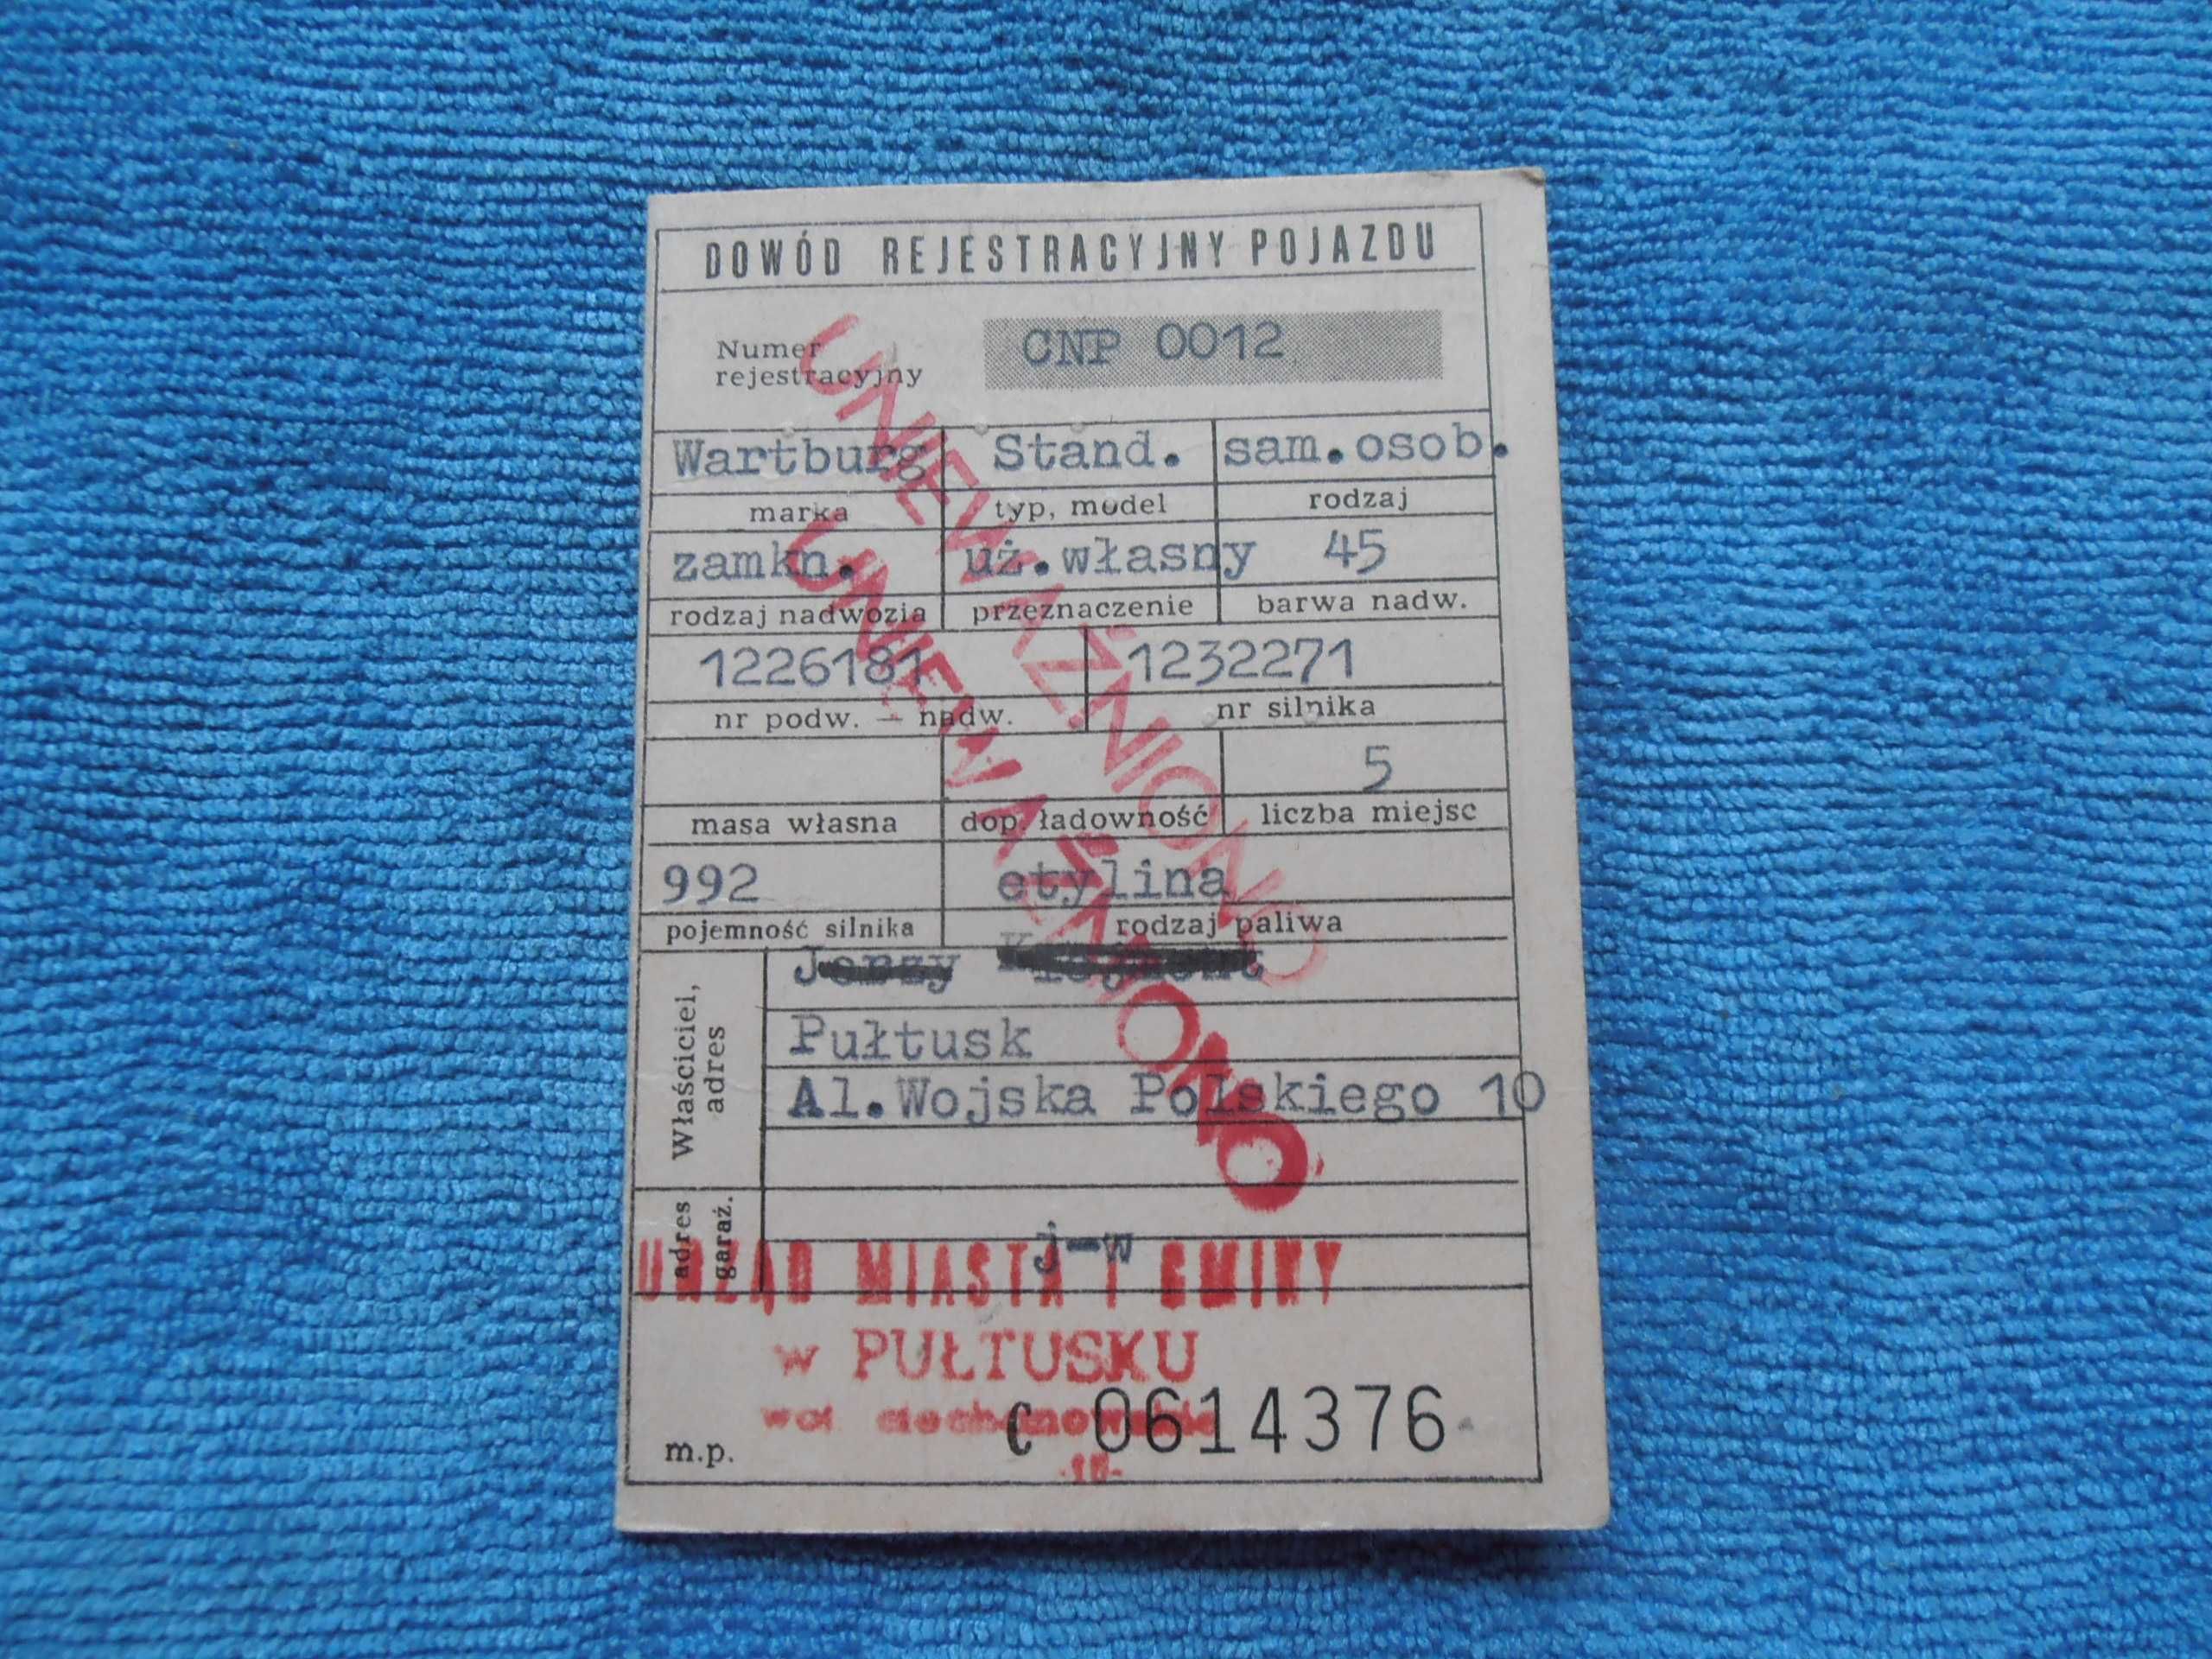 DOWÓD REJESTRACYJNY POJAZDU
Numer rejestracyjny
CNP 0012
Wartburg Stand. sam.osob.
marka typ, model rodzaj
zamkn. uż.własny 45
rodzaj nadwozia przeznaczenie barwa nadw.
1226181 1232271
nr podw. — nadw. nr silnika
5
masa własna dop. ładowność liczba miejsc
992 etylina
pojemność silnika rodzaj paliwa
Właściciel, adres
Pułtusk
Al.Wojska Polskiego 10
adres garaż.
j-w
URZĄD MIASTA I GMINY
w PUŁTUSKU
woj. ciechanowskie
C 0614376
m.p.
UNIEWAŻNIONO
UNIEWAŻNIONO